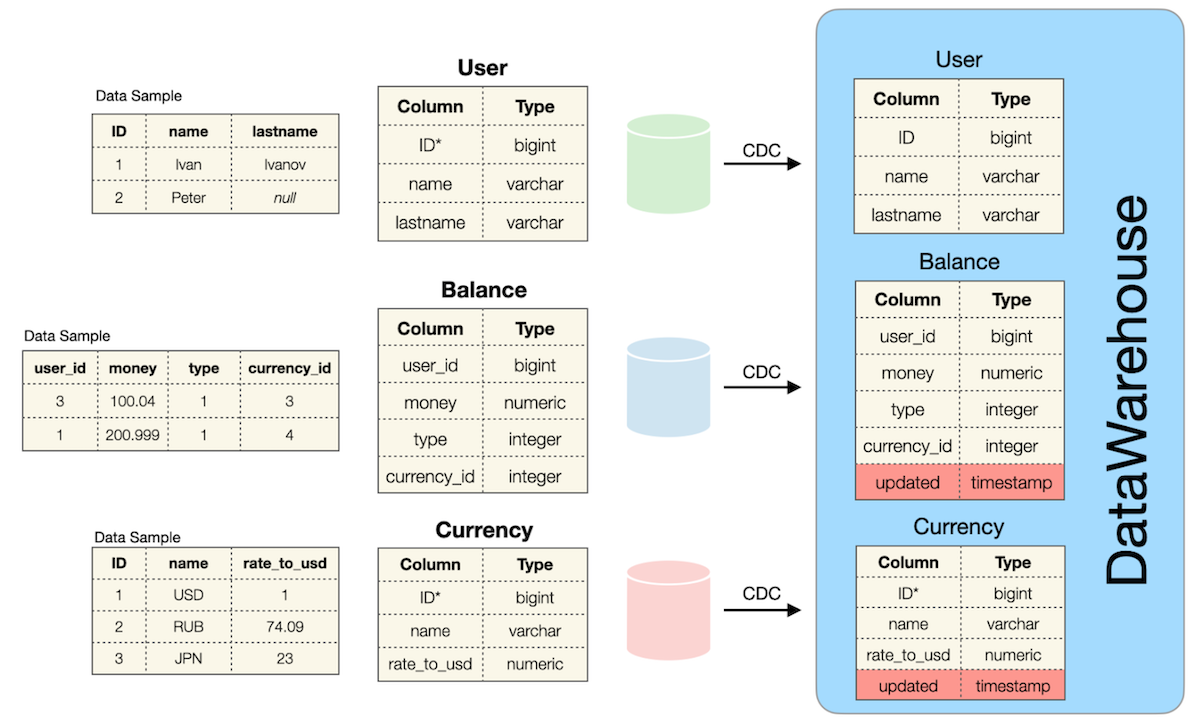 User
Data Sample
ID name lastname
1 Ivan Ivanov
2 Peter null
Column Type
ID* bigint
name varchar
lastname varchar
CDC
User
Column Type
ID bigint
name varchar
lastname varchar
Balance
Data Sample
user_id money type currency_id
3 100.04 1 3
1 200.999 1 4
Column Type
user_id bigint
money numeric
type integer
currency_id integer
CDC
Balance
Column Type
user_id bigint
money numeric
type integer
currency_id integer
updated timestamp
Currency
Data Sample
ID name rate_to_usd
1 USD 1
2 RUB 74.09
3 JPN 23
Column Type
ID* bigint
name varchar
rate_to_usd numeric
CDC
Currency
Column Type
ID* bigint
name varchar
rate_to_usd numeric
updated timestamp
DataWarehouse